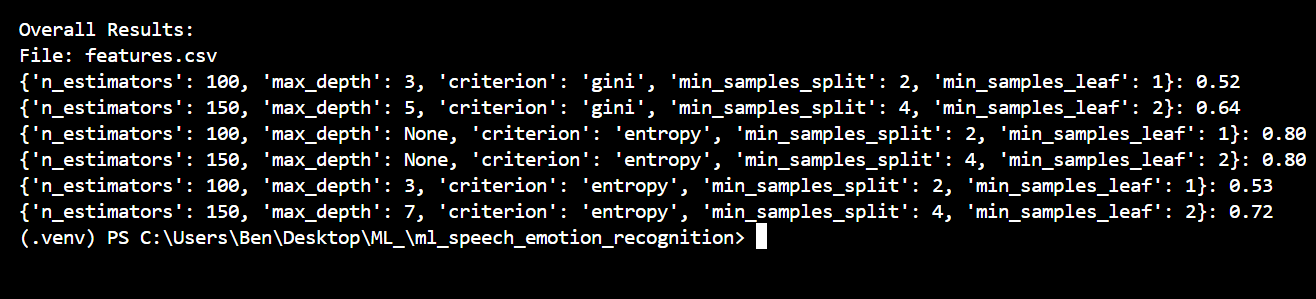 Overall Results:
File: features.csv
{'n_estimators': 100, 'max_depth': 3, 'criterion': 'gini', 'min_samples_split': 2, 'min_samples_leaf': 1}: 0.52
{'n_estimators': 150, 'max_depth': 5, 'criterion': 'gini', 'min_samples_split': 4, 'min_samples_leaf': 2}: 0.64
{'n_estimators': 100, 'max_depth': None, 'criterion': 'entropy', 'min_samples_split': 2, 'min_samples_leaf': 1}: 0.80
{'n_estimators': 150, 'max_depth': None, 'criterion': 'entropy', 'min_samples_split': 4, 'min_samples_leaf': 2}: 0.80
{'n_estimators': 100, 'max_depth': 3, 'criterion': 'entropy', 'min_samples_split': 2, 'min_samples_leaf': 1}: 0.53
{'n_estimators': 150, 'max_depth': 7, 'criterion': 'entropy', 'min_samples_split': 4, 'min_samples_leaf': 2}: 0.72
(.venv) PS C:\Users\Ben\Desktop\ML_\ml_speech_emotion_recognition>